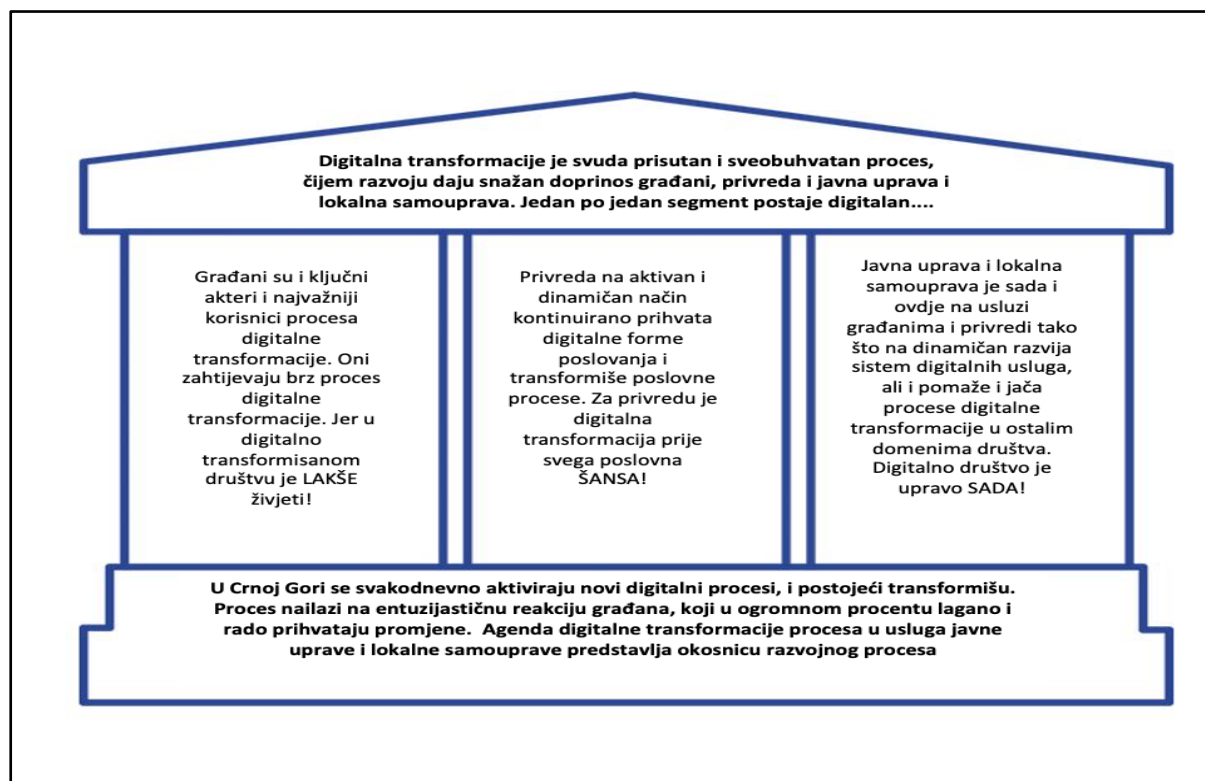 Digitalna transformacije je svuda prisutan i sveobuhvatan proces,
čijem razvoju daju snažan doprinos građani, privreda i javna uprava i
lokalna samouprava. Jedan po jedan segment postaje digitalan....
Građani su i ključni
akteri i najvažniji
korisnici procesa
digitalne
transformacije. Oni
zahtijevaju brz proces
digitalne
transformacije. Jer u
digitalno
transformisanom
društvu je LAKŠE
živjeti!
Privreda na aktivan i
dinamičan način
kontinuirano prihvata
digitalne forme
poslovanja i
transformiše poslovne
procese. Za privredu je
digitalna
transformacija prije
svega poslovna
ŠANSA!
Javna uprava i lokalna
samouprava je sada i
ovdje na usluzi
građanima i privredi tako
što na dinamičan razvija
sistem digitalnih usluga,
ali i pomaže i jača
procese digitalne
transformacije u ostalim
domenima društva.
Digitalno društvo je
upravo SADA!
U Crnoj Gori se svakodnevno aktiviraju novi digitalni procesi, i postojeći transformišu.
Proces nailazi na entuzijastičnu reakciju građana, koji u ogromnom procentu lagano i
rado prihvataju promjene. Agenda digitalne transformacije procesa u usluga javne
uprave i lokalne samouprave predstavlja okosnicu razvojnog procesa